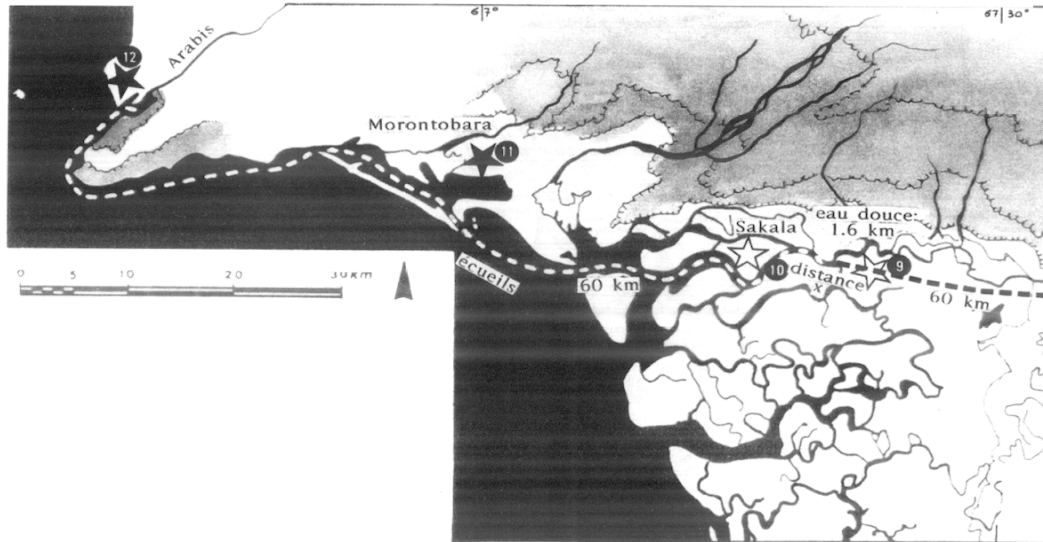 6/7°
67/30°
12
Arabis
Morontobara
11
eau douce:
1.6 km
Sakala
9
10
distance
x
écueils
60 km
60 km
0 10 20 30 KM